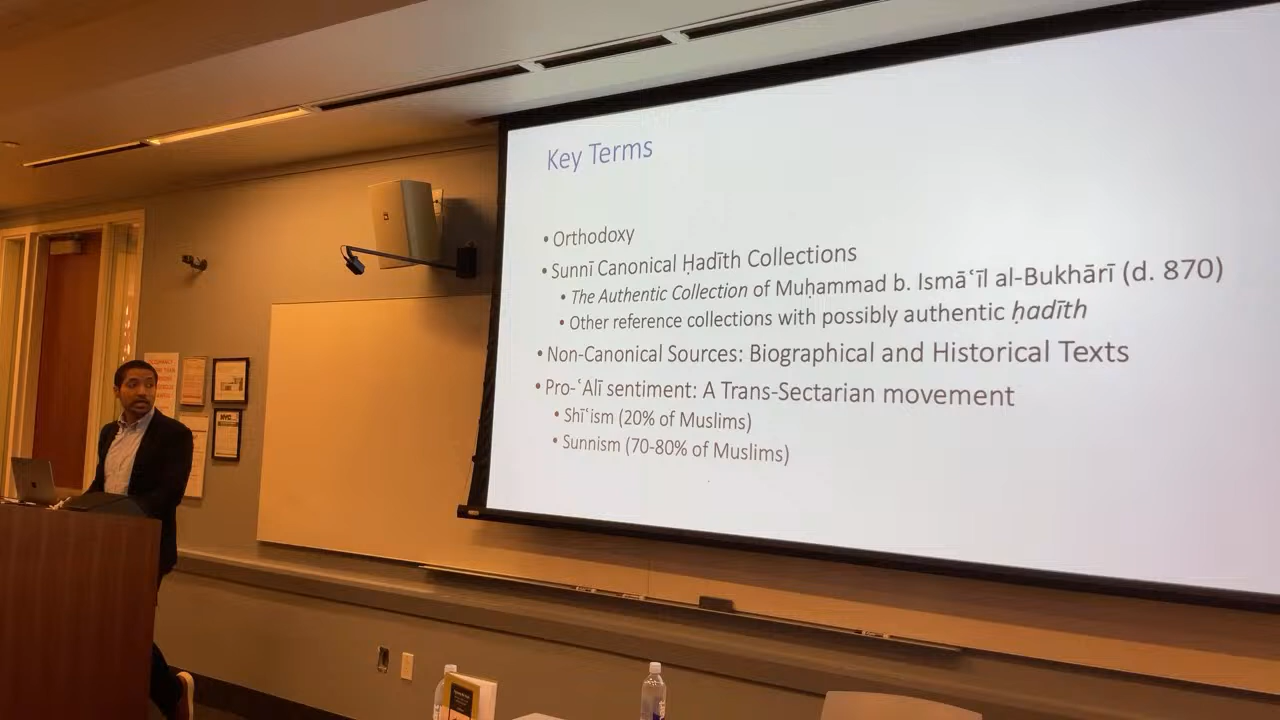 Key Terms
• Orthodoxy
• Sunnī Canonical Ḥadīth Collections
• The Authentic Collection of Muḥammad b. Ismāʿīl al-Bukhārī (d. 870)
• Other reference collections with possibly authentic ḥadīth
• Non-Canonical Sources: Biographical and Historical Texts
• Pro-ʿAlī sentiment: A Trans-Sectarian movement
• Shīʿism (20% of Muslims)
• Sunnism (70-80% of Muslims)
NYC